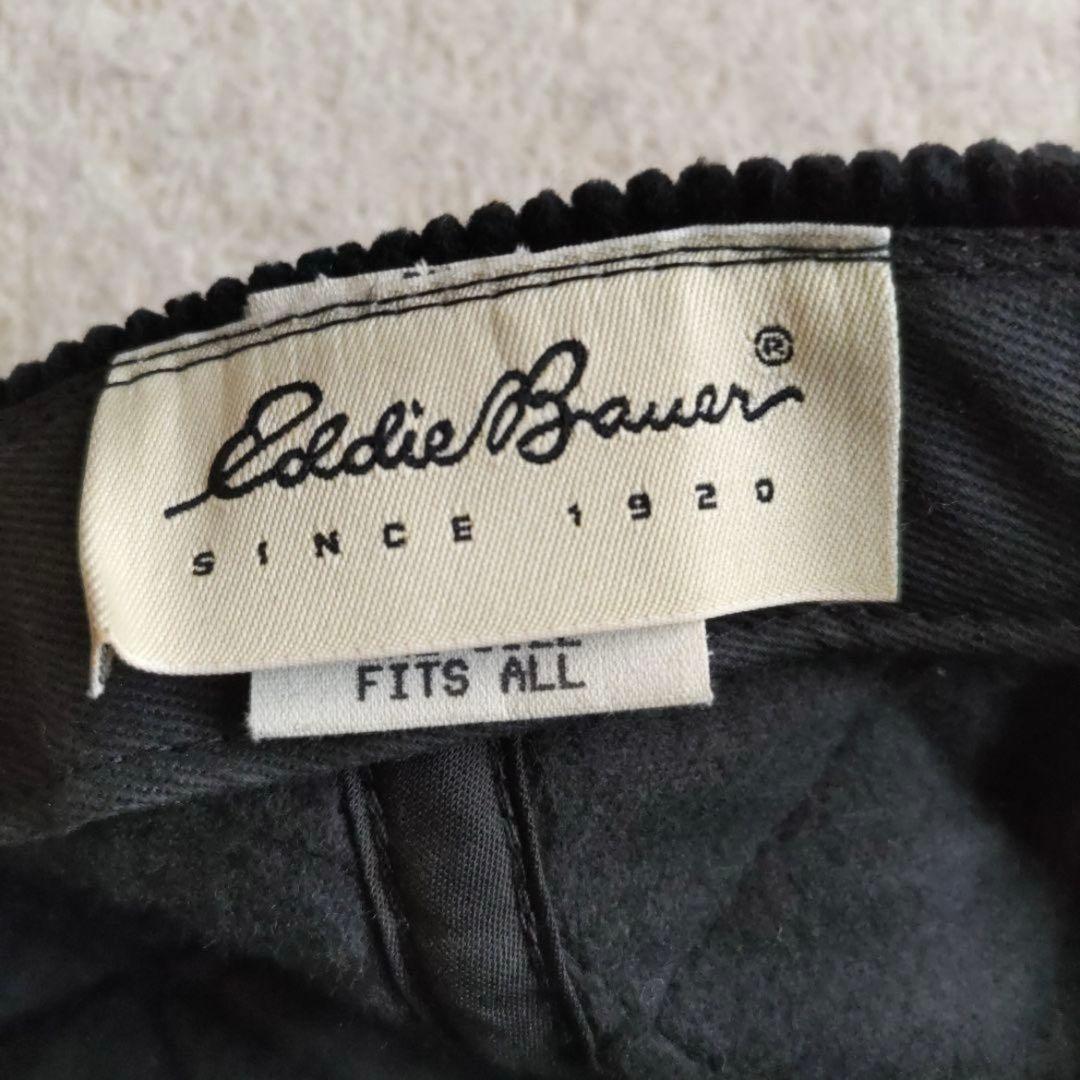 Eddie Bauer®
SINCE 1920
FITS ALL